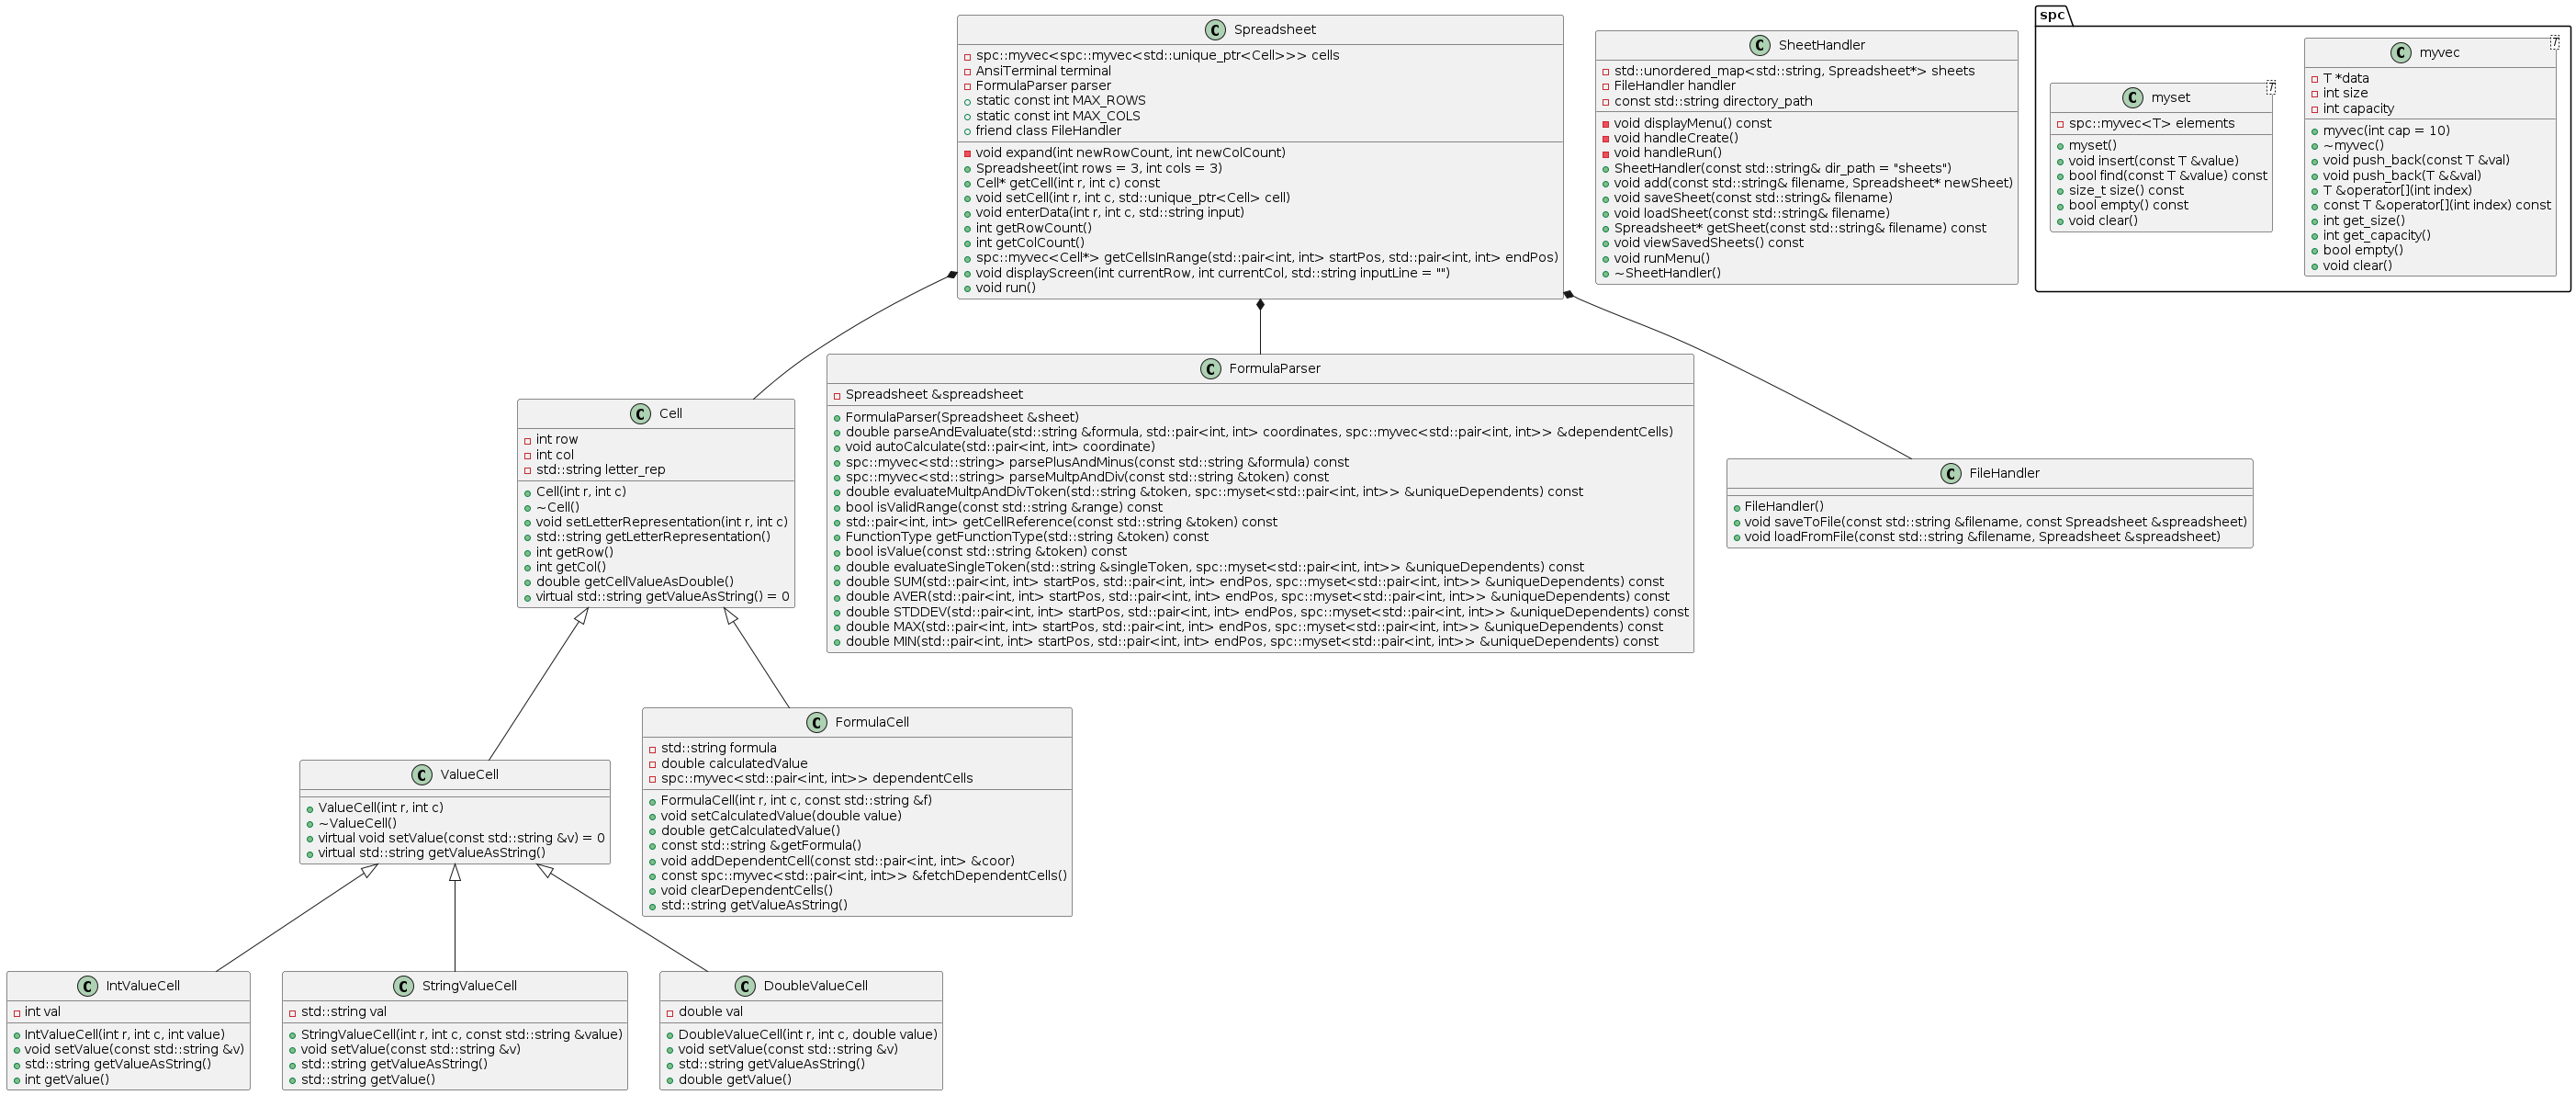 Spreadsheet
spc::myvec<spc::myvec<std::unique_ptr<Cell>>> cells
AnsiTerminal terminal
FormulaParser parser
static const int MAX_ROWS
static const int MAX_COLS
friend class FileHandler
void expand(int newRowCount, int newColCount)
Spreadsheet(int rows = 3, int cols = 3)
Cell* getCell(int r, int c) const
void setCell(int r, int c, std::unique_ptr<Cell> cell)
void enterData(int r, int c, std::string input)
int getRowCount()
int getColCount()
spc::myvec<Cell*> getCellsInRange(std::pair<int, int> startPos, std::pair<int, int> endPos)
void displayScreen(int currentRow, int currentCol, std::string inputLine = "")
void run()
SheetHandler
std::unordered_map<std::string, Spreadsheet*> sheets
FileHandler handler
const std::string directory_path
void displayMenu() const
void handleCreate()
void handleRun()
SheetHandler(const std::string& dir_path = "sheets")
void add(const std::string& filename, Spreadsheet* newSheet)
void saveSheet(const std::string& filename)
void loadSheet(const std::string& filename)
Spreadsheet* getSheet(const std::string& filename) const
void viewSavedSheets() const
void runMenu()
~SheetHandler()
spc
myset
T
spc::myvec<T> elements
myset()
void insert(const T &value)
bool find(const T &value) const
size_t size() const
bool empty() const
void clear()
myvec
T
T *data
int size
int capacity
myvec(int cap = 10)
~myvec()
void push_back(const T &val)
void push_back(T &&val)
T &operator[](int index)
const T &operator[](int index) const
int get_size()
int get_capacity()
bool empty()
void clear()
Cell
int row
int col
std::string letter_rep
Cell(int r, int c)
~Cell()
void setLetterRepresentation(int r, int c)
std::string getLetterRepresentation()
int getRow()
int getCol()
double getCellValueAsDouble()
virtual std::string getValueAsString() = 0
FormulaParser
Spreadsheet &spreadsheet
FormulaParser(Spreadsheet &sheet)
double parseAndEvaluate(std::string &formula, std::pair<int, int> coordinates, spc::myvec<std::pair<int, int>> &dependentCells)
void autoCalculate(std::pair<int, int> coordinate)
spc::myvec<std::string> parsePlusAndMinus(const std::string &formula) const
spc::myvec<std::string> parseMultpAndDiv(const std::string &token) const
double evaluateMultpAndDivToken(std::string &token, spc::myset<std::pair<int, int>> &uniqueDependents) const
bool isValidRange(const std::string &range) const
std::pair<int, int> getCellReference(const std::string &token) const
FunctionType getFunctionType(std::string &token) const
bool isValue(const std::string &token) const
double evaluateSingleToken(std::string &singleToken, spc::myset<std::pair<int, int>> &uniqueDependents) const
double SUM(std::pair<int, int> startPos, std::pair<int, int> endPos, spc::myset<std::pair<int, int>> &uniqueDependents) const
double AVER(std::pair<int, int> startPos, std::pair<int, int> endPos, spc::myset<std::pair<int, int>> &uniqueDependents) const
double STDDEV(std::pair<int, int> startPos, std::pair<int, int> endPos, spc::myset<std::pair<int, int>> &uniqueDependents) const
double MAX(std::pair<int, int> startPos, std::pair<int, int> endPos, spc::myset<std::pair<int, int>> &uniqueDependents) const
double MIN(std::pair<int, int> startPos, std::pair<int, int> endPos, spc::myset<std::pair<int, int>> &uniqueDependents) const
FileHandler
FileHandler()
void saveToFile(const std::string &filename, const Spreadsheet &spreadsheet)
void loadFromFile(const std::string &filename, Spreadsheet &spreadsheet)
ValueCell
ValueCell(int r, int c)
~ValueCell()
virtual void setValue(const std::string &v) = 0
virtual std::string getValueAsString()
FormulaCell
std::string formula
double calculatedValue
spc::myvec<std::pair<int, int>> dependentCells
FormulaCell(int r, int c, const std::string &f)
void setCalculatedValue(double value)
double getCalculatedValue()
const std::string &getFormula()
void addDependentCell(const std::pair<int, int> &coor)
const spc::myvec<std::pair<int, int>> &fetchDependentCells()
void clearDependentCells()
std::string getValueAsString()
IntValueCell
int val
IntValueCell(int r, int c, int value)
void setValue(const std::string &v)
std::string getValueAsString()
int getValue()
StringValueCell
std::string val
StringValueCell(int r, int c, const std::string &value)
void setValue(const std::string &v)
std::string getValueAsString()
std::string getValue()
DoubleValueCell
double val
DoubleValueCell(int r, int c, double value)
void setValue(const std::string &v)
std::string getValueAsString()
double getValue()